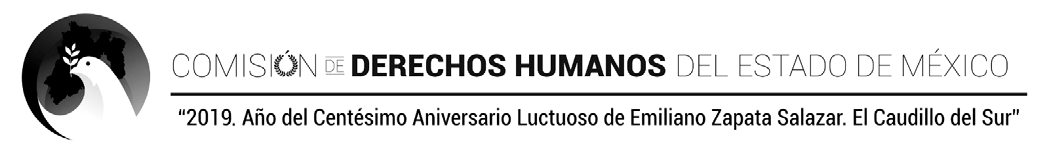 COMISIÓN DE DERECHOS HUMANOS DEL ESTADO DE MÉXICO
“2019. Año del Centésimo Aniversario Luctuoso de Emiliano Zapata Salazar. El Caudillo del Sur”